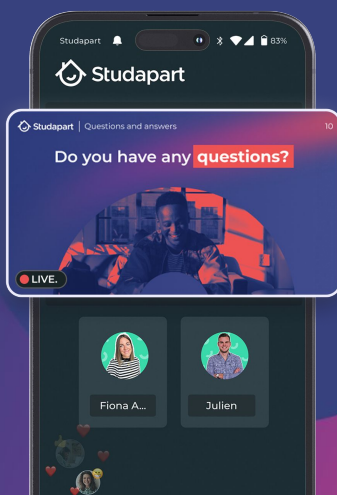 Studapart
83%
Studapart
Studapart | Questions and answers
10
Do you have any questions?
LIVE.
Fiona A...
Julien